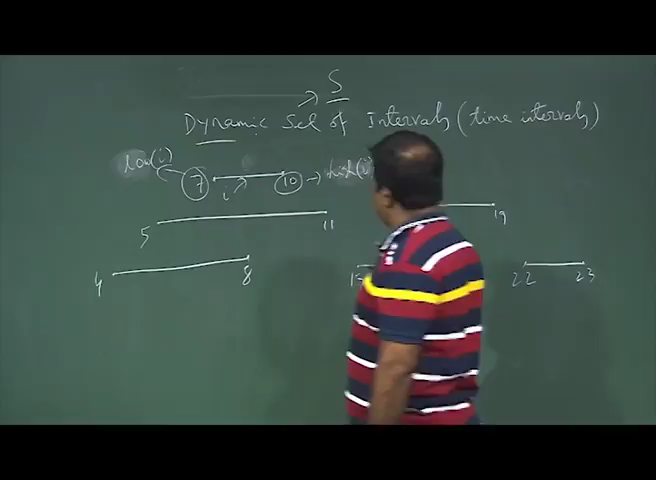 S
Dynamic Set of Intervals (time intervals)
low(i) 7 i 10 high(i)
5 11 19
4 8 22 23